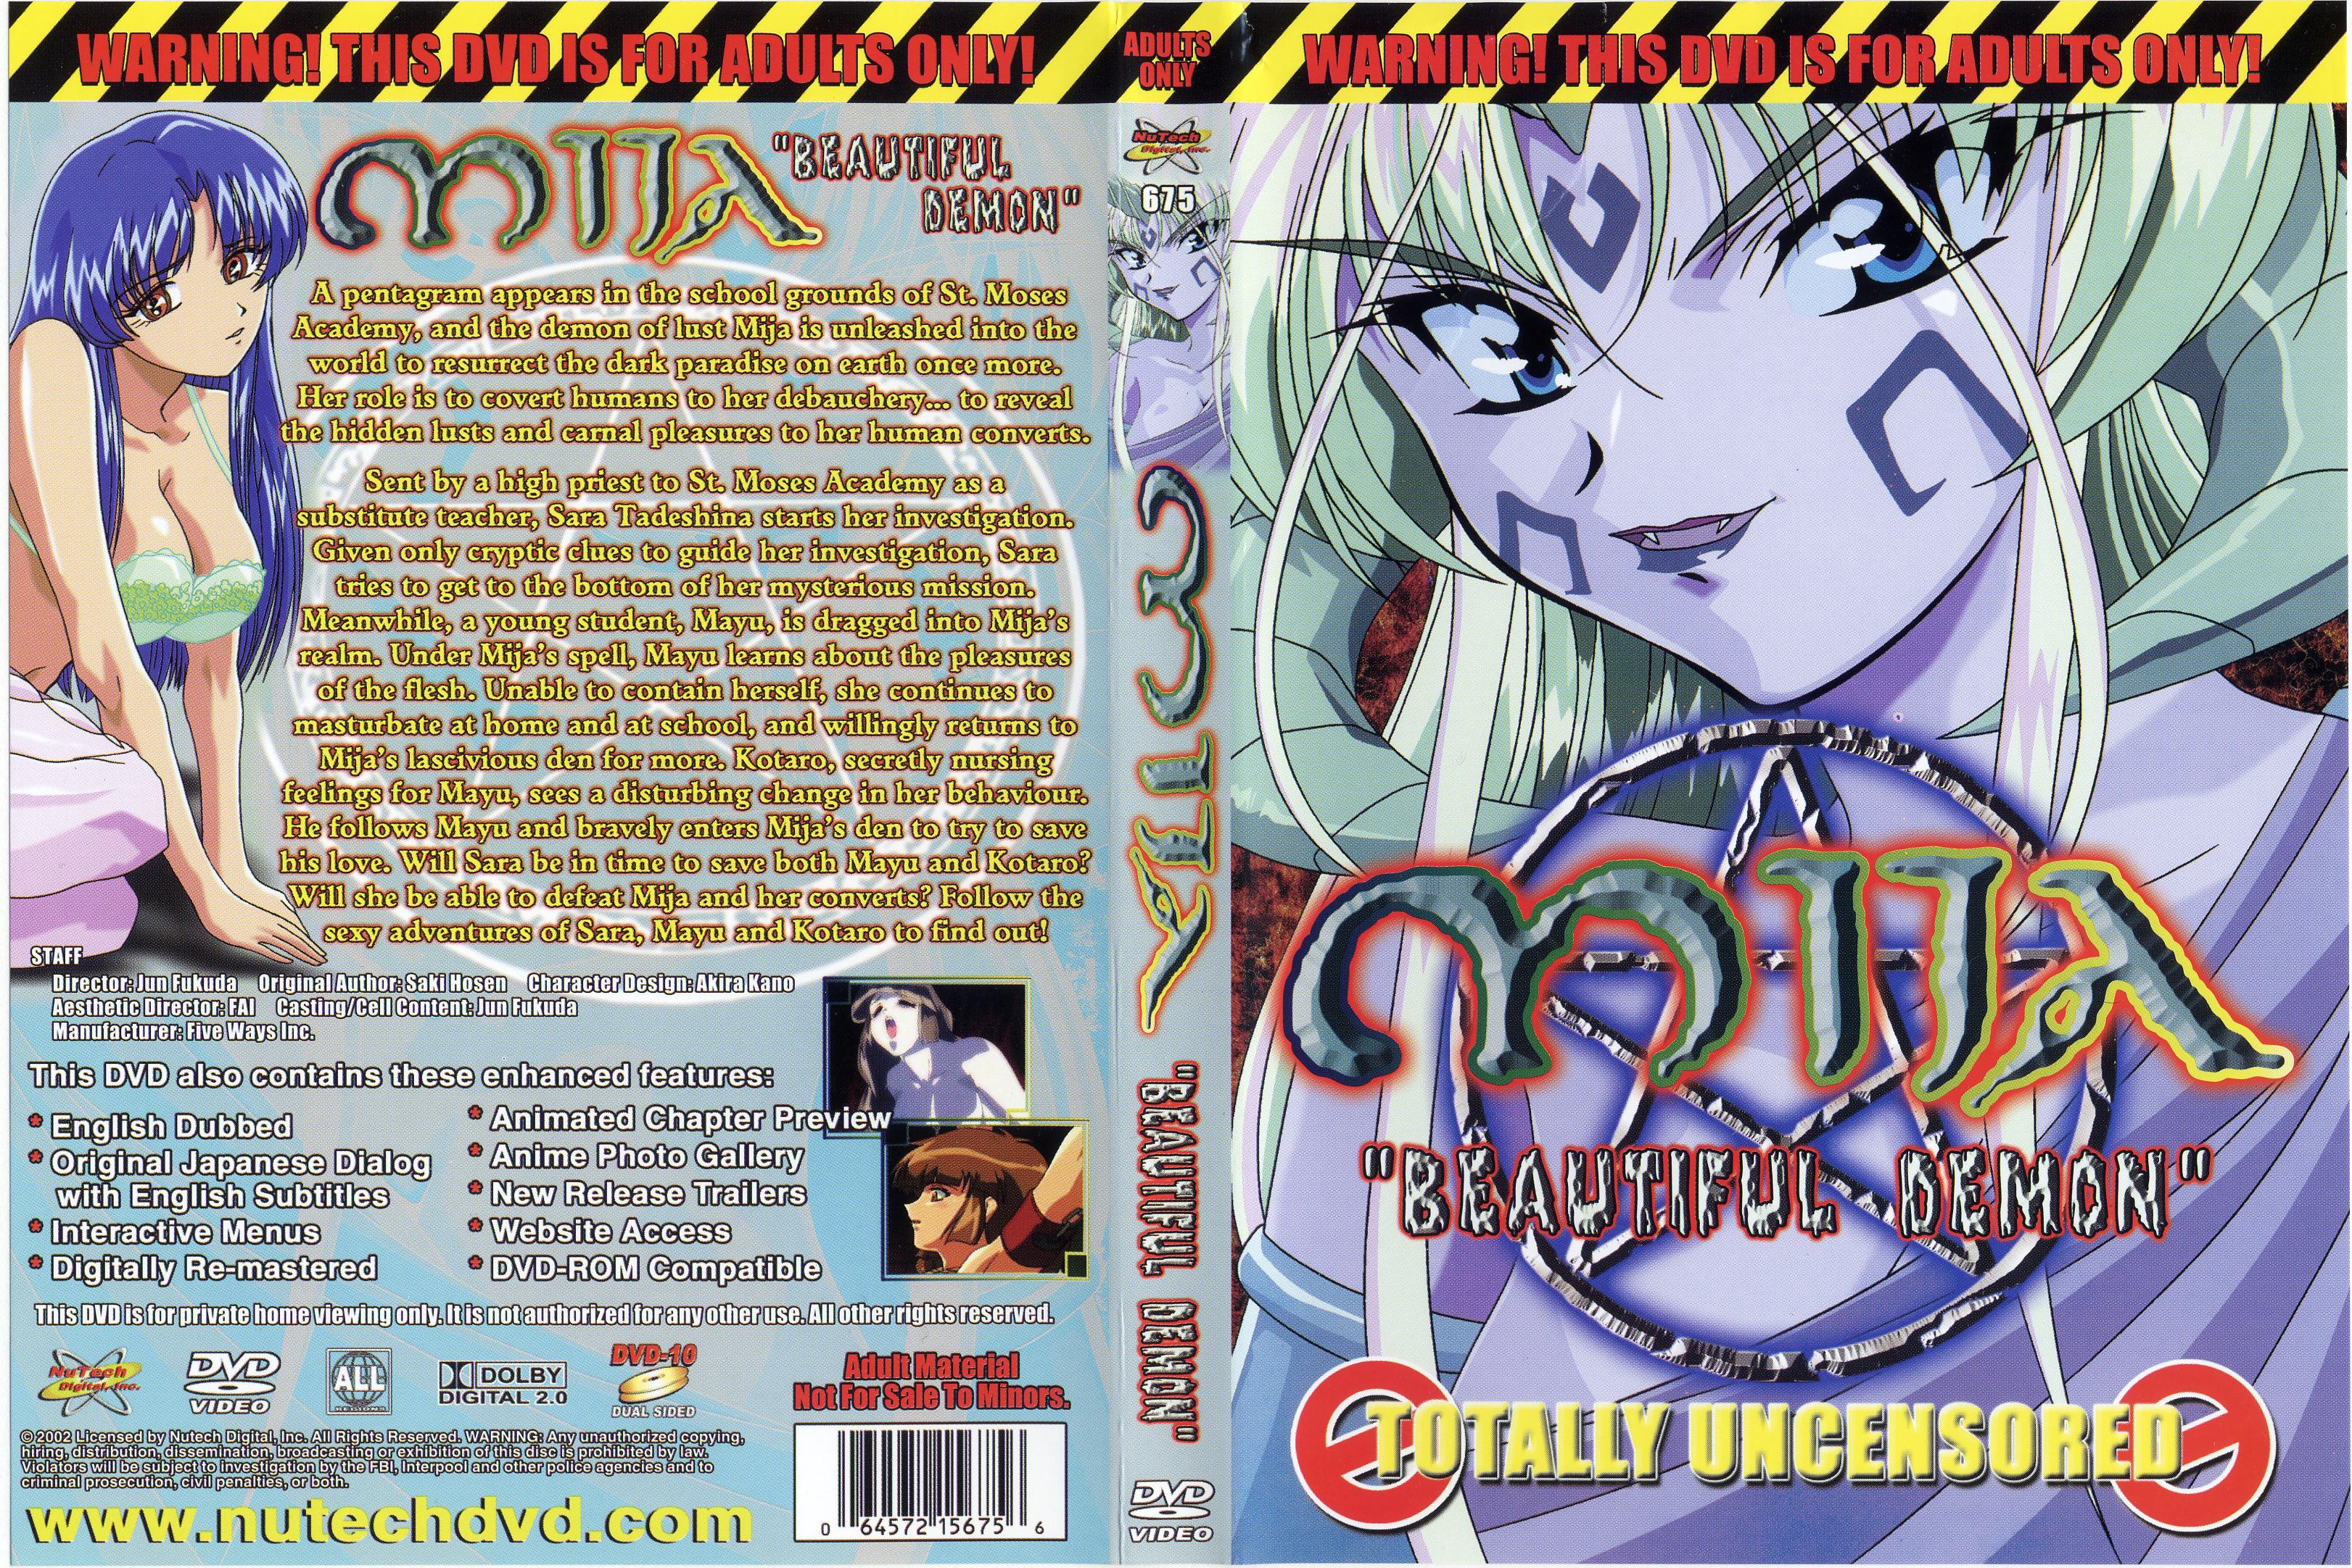 WARNING! THIS DVD IS FOR ADULTS ONLY!
MIJA "BEAUTIFUL
DEMON"
A pentagram appears in the school grounds of St. Moses
Academy, and the demon of lust Mija is unleashed into the
world to resurrect the dark paradise on earth once more.
Her role is to covert humans to her debauchery... to reveal
the hidden lusts and carnal pleasures to her human converts.
Sent by a high priest to St. Moses Academy as a
substitute teacher, Sara Tadeshina starts her investigation.
Given only cryptic clues to guide her investigation, Sara
tries to get to the bottom of her mysterious mission.
Meanwhile, a young student, Mayu, is dragged into Mija's
realm. Under Mija's spell, Mayu learns about the pleasures
of the flesh. Unable to contain herself, she continues to
masturbate at home and at school, and willingly returns to
Mija's lascivious den for more. Kotaro, secretly nursing
feelings for Mayu, sees a disturbing change in her behaviour.
He follows Mayu and bravely enters Mija's den to try to save
his love. Will Sara be in time to save both Mayu and Kotaro?
Will she be able to defeat Mija and her converts? Follow the
sexy adventures of Sara, Mayu and Kotaro to find out!
STAFF
Director: Jun Fukuda Original Author: Saki Hosen Character Design: Akira Kano
Aesthetic Director: FAI Casting/Cell Content: Jun Fukuda
Manufacturer: Five Ways Inc.
This DVD also contains these enhanced features:
* English Dubbed
* Original Japanese Dialog
with English Subtitles
* Interactive Menus
* Digitally Re-mastered
* Animated Chapter Preview
* Anime Photo Gallery
* New Release Trailers
* Website Access
* DVD-ROM Compatible
This DVD is for private home viewing only. It is not authorized for any other use. All other rights reserved.
NuTech
Digital, Inc.
DVD
VIDEO
ALL
REGIONS
DOLBY
DIGITAL 2.0
DVD-10
DUAL SIDED
Adult Material
Not For Sale To Minors.
© 2002 Licensed by Nutech Digital, Inc. All Rights Reserved. WARNING: Any unauthorized copying,
hiring, distribution, dissemination, broadcasting or exhibition of this disc is prohibited by law.
Violators will be subject to investigation by the FBI, Interpool and other police agencies and to
criminal prosecution, civil penalties, or both.
www.nutechdvd.com
0 64572 15675 6
ADULTS
ONLY
NuTech
Digital, Inc.
675
MIJA
"BEAUTIFUL DEMON"
DVD
VIDEO
WARNING! THIS DVD IS FOR ADULTS ONLY!
MIJA
"BEAUTIFUL DEMON"
TOTALLY UNCENSORED